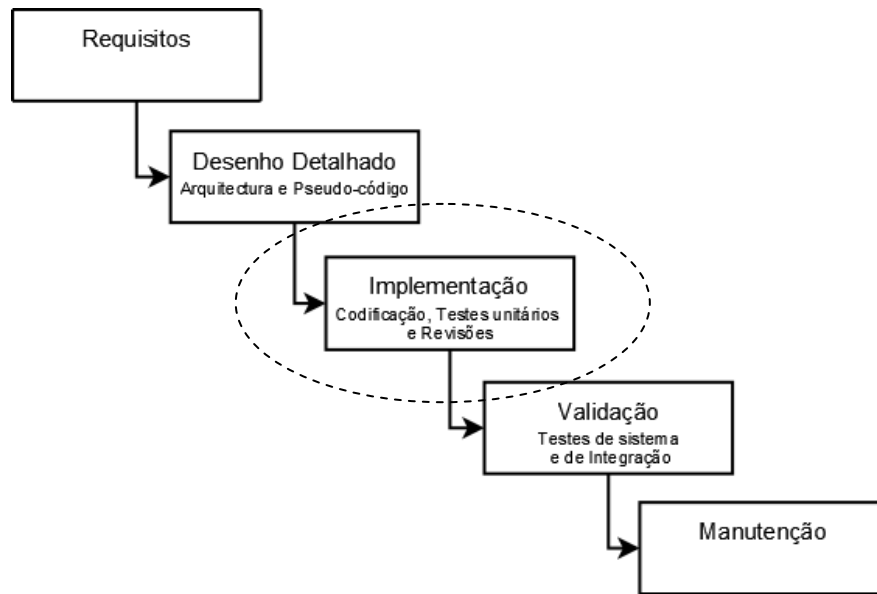 Requisitos
Desenho Detalhado
Arquitectura e Pseudo-código
Implementação
Codificação, Testes unitários
e Revisões
Validação
Testes de sistema
e de Integração
Manutenção